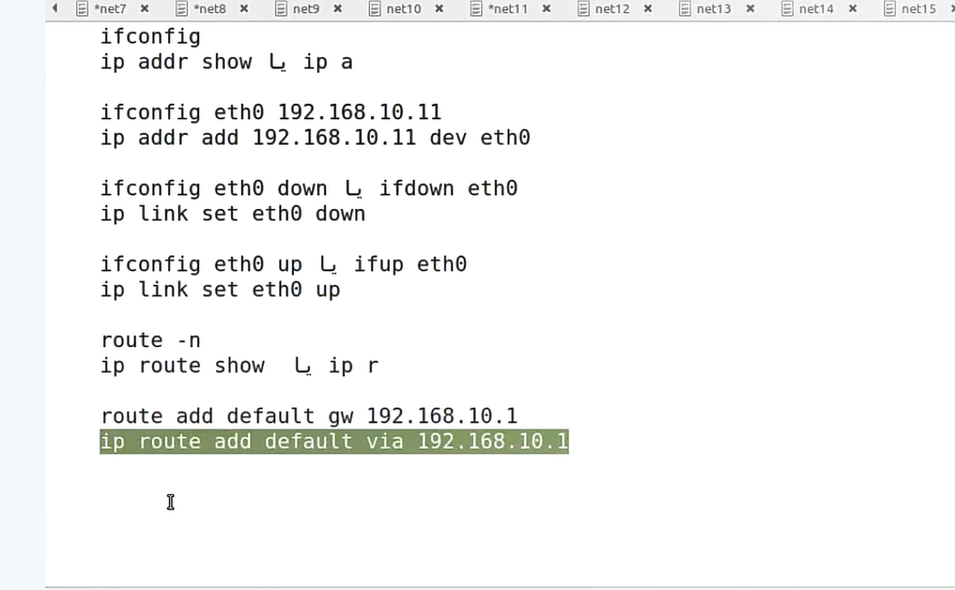 *net7 *net8 net9 net10 *net11 net12 net13 net14 net15
ifconfig
ip addr show یا ip a
ifconfig eth0 192.168.10.11
ip addr add 192.168.10.11 dev eth0
ifconfig eth0 down یا ifdown eth0
ip link set eth0 down
ifconfig eth0 up یا ifup eth0
ip link set eth0 up
route -n
ip route show یا ip r
route add default gw 192.168.10.1
ip route add default via 192.168.10.1